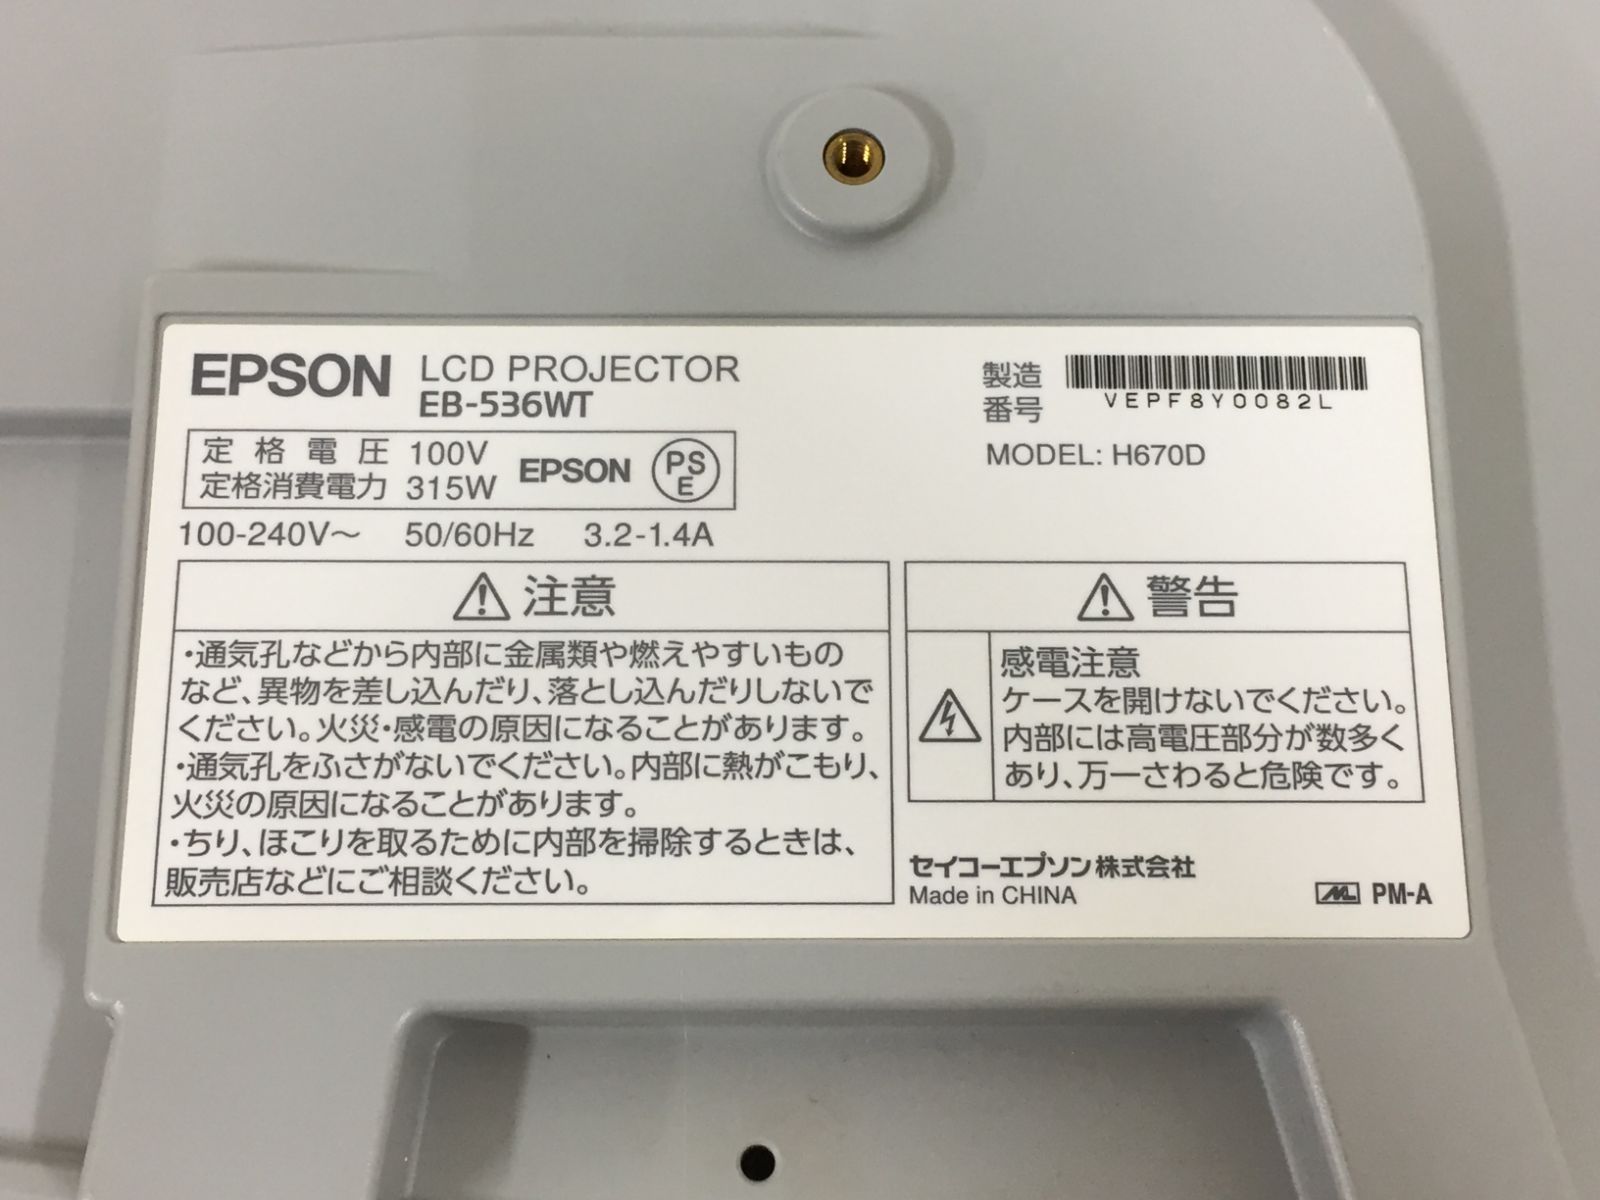 EPSON LCD PROJECTOR
EB-536WT
定格電圧 100V
定格消費電力 315W EPSON PSE
100-240V～ 50/60Hz 3.2-1.4A
製造
番号
VEPF8Y0082L
MODEL: H670D
注意
・通気孔などから内部に金属類や燃えやすいもの
など、異物を差し込んだり、落とし込んだりしないで
ください。火災・感電の原因になることがあります。
・通気孔をふさがないでください。内部に熱がこもり、
火災の原因になることがあります。
・ちり、ほこりを取るために内部を掃除するときは、
販売店などにご相談ください。
警告
感電注意
ケースを開けないでください。
内部には高電圧部分が数多く
あり、万一さわると危険です。
セイコーエプソン株式会社
Made in CHINA
ML PM-A